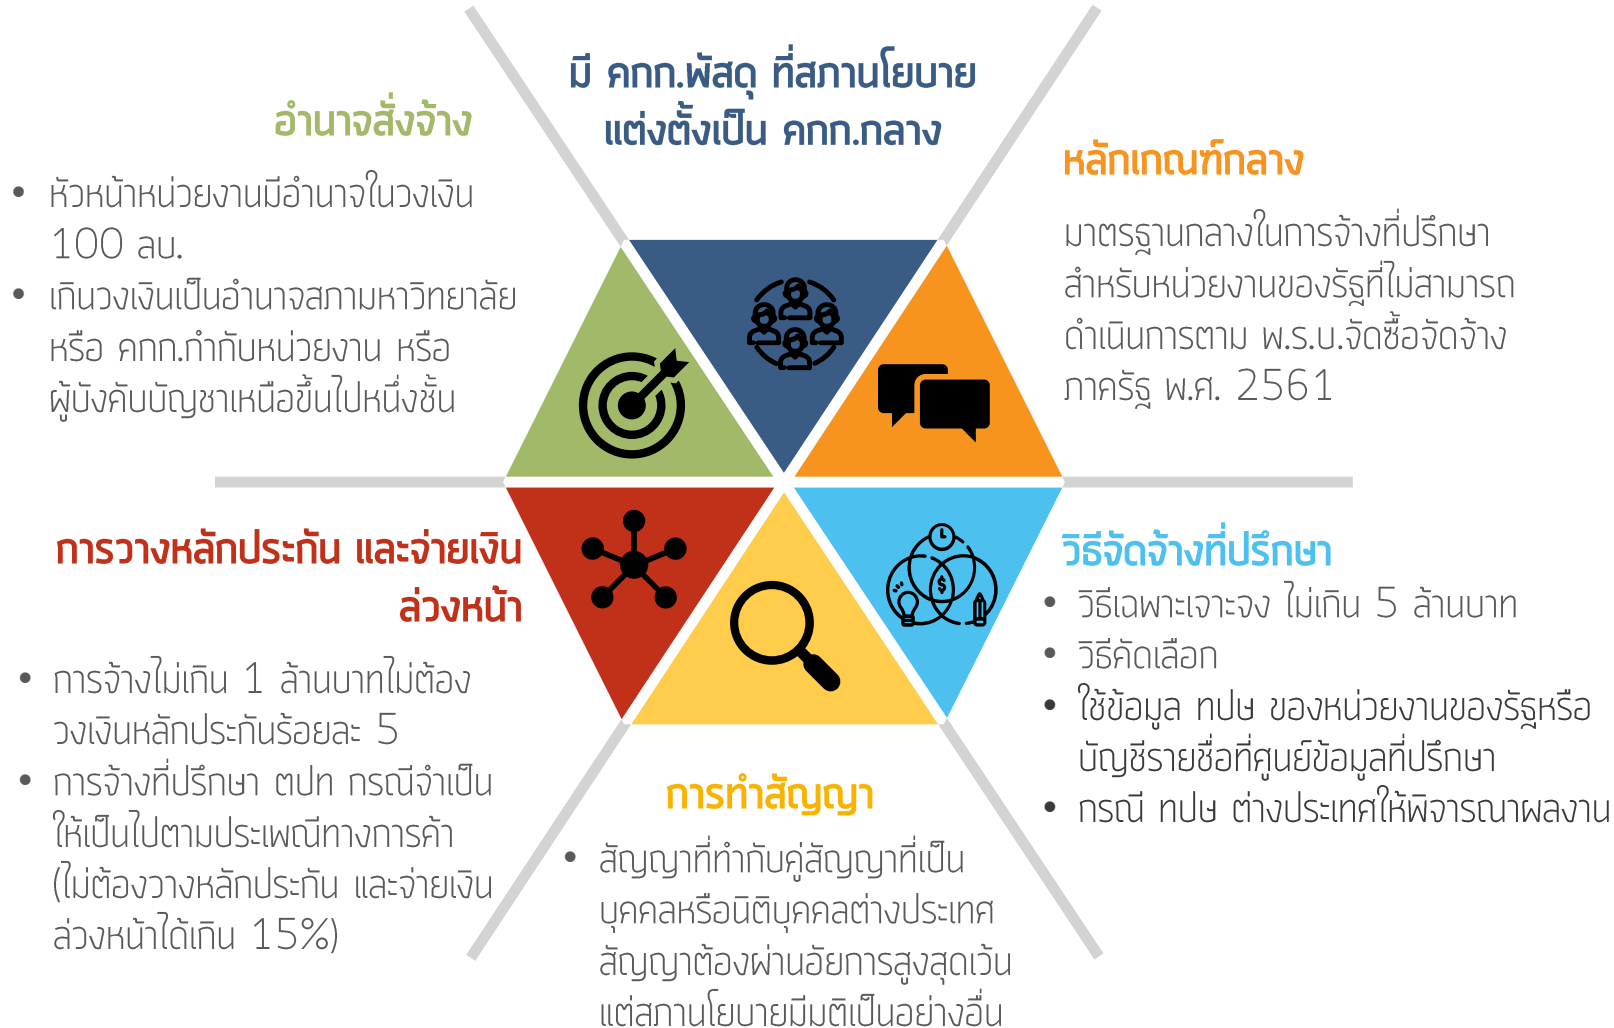 มี คกก.พัสดุ ที่สภานโยบาย
แต่งตั้งเป็น คกก.กลาง
อำนาจสั่งจ้าง
• หัวหน้าหน่วยงานมีอำนาจในวงเงิน
100 ลบ.
• เกินวงเงินเป็นอำนาจสภามหาวิทยาลัย
หรือ คกก.กำกับหน่วยงาน หรือ
ผู้บังคับบัญชาเหนือขึ้นไปหนึ่งชั้น
หลักเกณฑ์กลาง
มาตรฐานกลางในการจ้างที่ปรึกษา
สำหรับหน่วยงานของรัฐที่ไม่สามารถ
ดำเนินการตาม พ.ร.บ.จัดซื้อจัดจ้าง
ภาครัฐ พ.ศ. 2561
การวางหลักประกัน และจ่ายเงิน
ล่วงหน้า
• การจ้างไม่เกิน 1 ล้านบาทไม่ต้อง
วงเงินหลักประกันร้อยละ 5
• การจ้างที่ปรึกษา ตปท กรณีจำเป็น
ให้เป็นไปตามประเพณีทางการค้า
(ไม่ต้องวางหลักประกัน และจ่ายเงิน
ล่วงหน้าได้เกิน 15%)
วิธีจัดจ้างที่ปรึกษา
• วิธีเฉพาะเจาะจง ไม่เกิน 5 ล้านบาท
• วิธีคัดเลือก
• ใช้ข้อมูล ทปษ ของหน่วยงานของรัฐหรือ
บัญชีรายชื่อที่ศูนย์ข้อมูลที่ปรึกษา
• กรณี ทปษ ต่างประเทศให้พิจารณาผลงาน
$
การทำสัญญา
• สัญญาที่ทำกับคู่สัญญาที่เป็น
บุคคลหรือนิติบุคคลต่างประเทศ
สัญญาต้องผ่านอัยการสูงสุดเว้น
แต่สภานโยบายมีมติเป็นอย่างอื่น